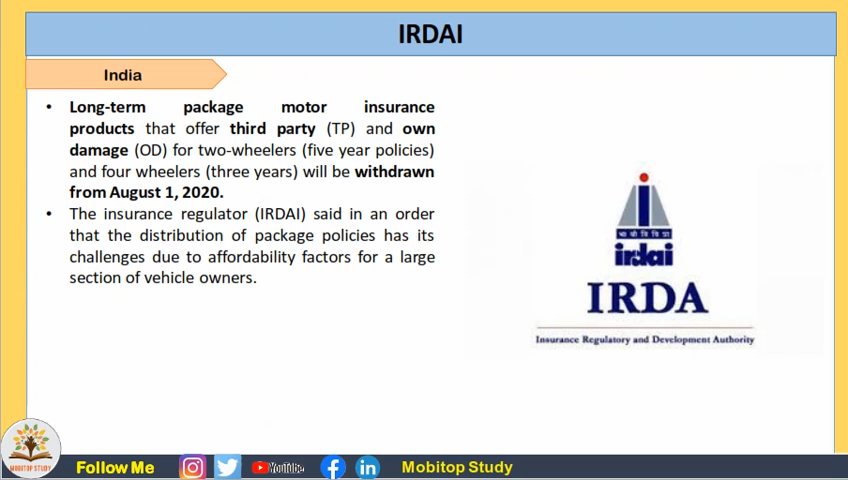 IRDAI
India
• Long-term package motor insurance
products that offer third party (TP) and own
damage (OD) for two-wheelers (five year policies)
and four wheelers (three years) will be withdrawn
from August 1, 2020.
• The insurance regulator (IRDAI) said in an order
that the distribution of package policies has its
challenges due to affordability factors for a large
section of vehicle owners.
irdai
IRDA
Insurance Regulatory and Development Authority
MOBITOP STUDY
Follow Me
YouTube
Mobitop Study